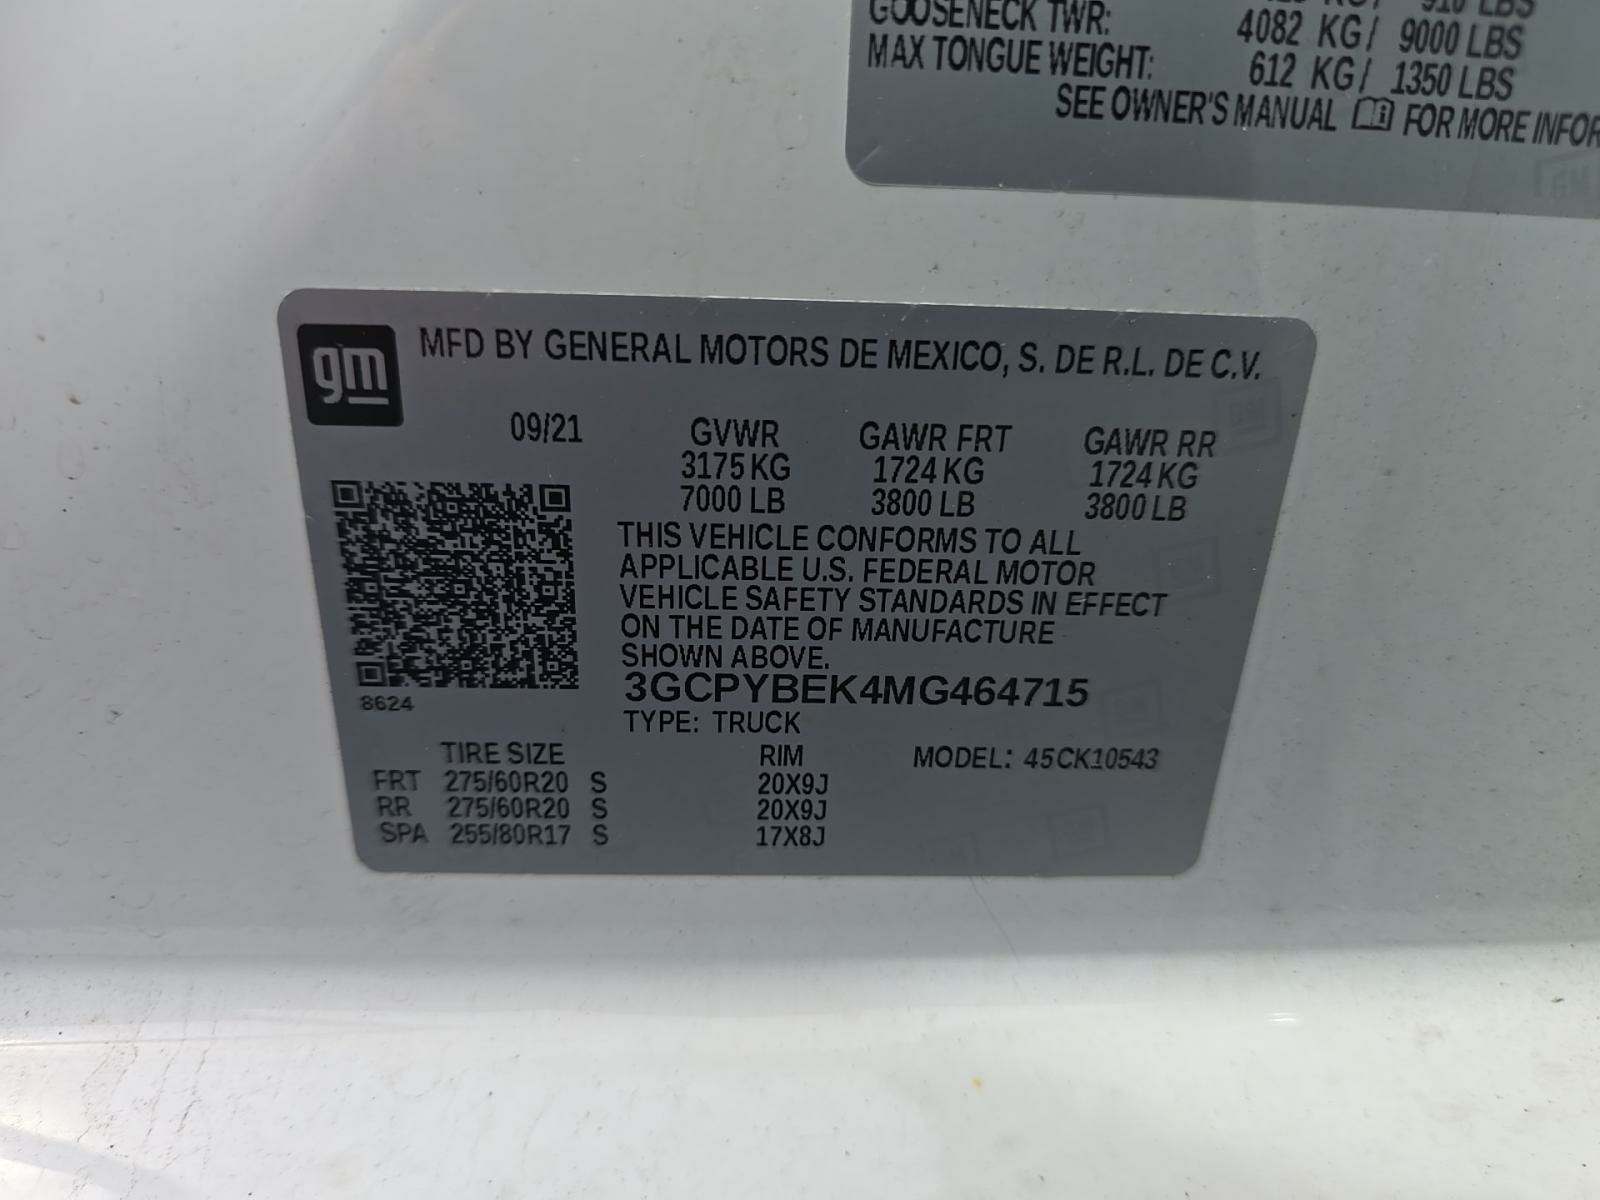 GOOSENECK TWR: 4082 KG/ 9000 LBS
MAX TONGUE WEIGHT: 612 KG/ 1350 LBS
SEE OWNER'S MANUAL FOR MORE INFOR
gm
MFD BY GENERAL MOTORS DE MEXICO, S. DE R.L. DE C.V.
09/21 GVWR GAWR FRT GAWR RR
3175 KG 1724 KG 1724 KG
7000 LB 3800 LB 3800 LB
THIS VEHICLE CONFORMS TO ALL
APPLICABLE U.S. FEDERAL MOTOR
VEHICLE SAFETY STANDARDS IN EFFECT
ON THE DATE OF MANUFACTURE
SHOWN ABOVE.
3GCPYBEK4MG464715
8624
TYPE: TRUCK
TIRE SIZE RIM MODEL: 45CK10543
FRT 275/60R20 S 20X9J
RR 275/60R20 S 20X9J
SPA 255/80R17 S 17X8J